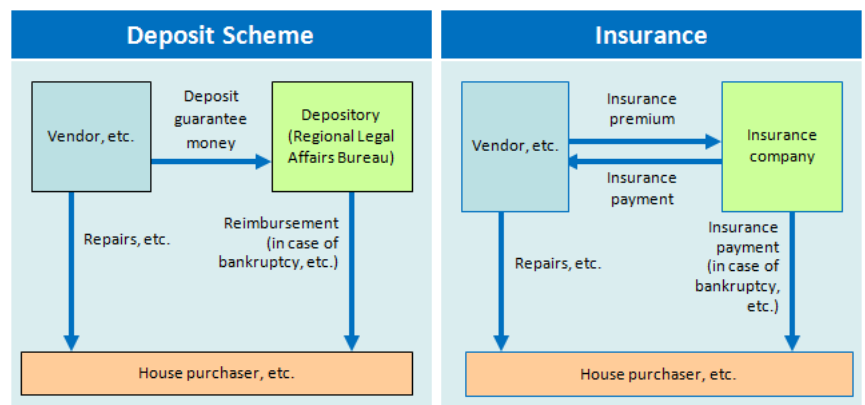 Deposit Scheme
Vendor, etc.
Deposit
guarantee
money
Depository
(Regional Legal
Affairs Bureau)
Repairs, etc.
Reimbursement
(in case of
bankruptcy, etc.)
House purchaser, etc.
Insurance
Vendor, etc.
Insurance
premium
Insurance
payment
Insurance
company
Repairs, etc.
Insurance
payment
(in case of
bankruptcy,
etc.)
House purchaser, etc.